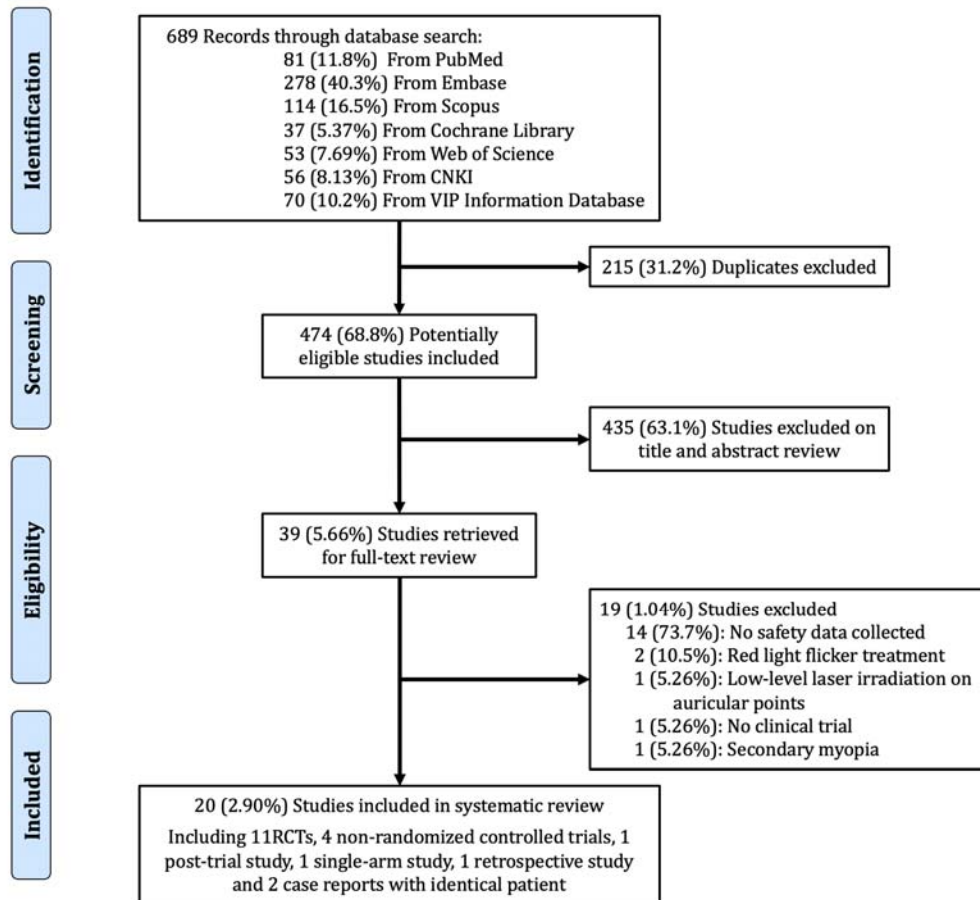 Identification
689 Records through database search:
81 (11.8%) From PubMed
278 (40.3%) From Embase
114 (16.5%) From Scopus
37 (5.37%) From Cochrane Library
53 (7.69%) From Web of Science
56 (8.13%) From CNKI
70 (10.2%) From VIP Information Database
215 (31.2%) Duplicates excluded
Screening
474 (68.8%) Potentially
eligible studies included
435 (63.1%) Studies excluded on
title and abstract review
Eligibility
39 (5.66%) Studies retrieved
for full-text review
19 (1.04%) Studies excluded
14 (73.7%): No safety data collected
2 (10.5%): Red light flicker treatment
1 (5.26%): Low-level laser irradiation on
auricular points
1 (5.26%): No clinical trial
1 (5.26%): Secondary myopia
Included
20 (2.90%) Studies included in systematic review
Including 11RCTs, 4 non-randomized controlled trials, 1
post-trial study, 1 single-arm study, 1 retrospective study
and 2 case reports with identical patient